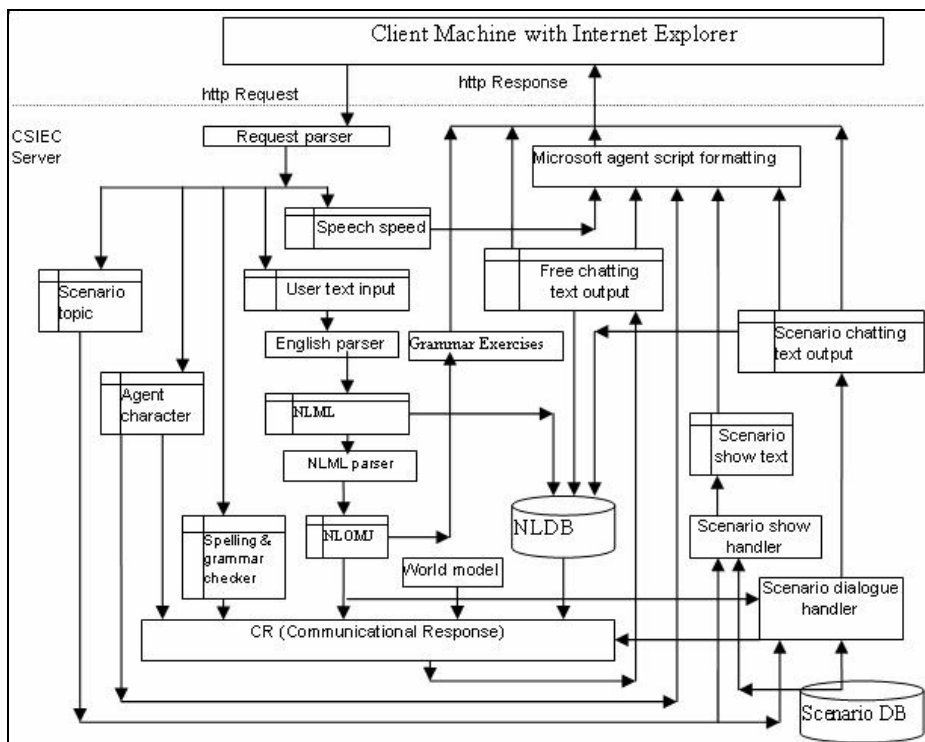 Client Machine with Internet Explorer
http Request
http Response
CSIEC
Server
Request parser
Microsoft agent script formatting
Speech speed
Scenario
topic
User text input
Free chatting
text output
English parser
Grammar Exercises
Scenario chatting
text output
Agent
character
NLML
Scenario
show text
NLML parser
NLDB
Spelling &
grammar
checker
NLOMJ
Scenario show
handler
World model
Scenario dialogue
handler
CR (Communicational Response)
Scenario DB